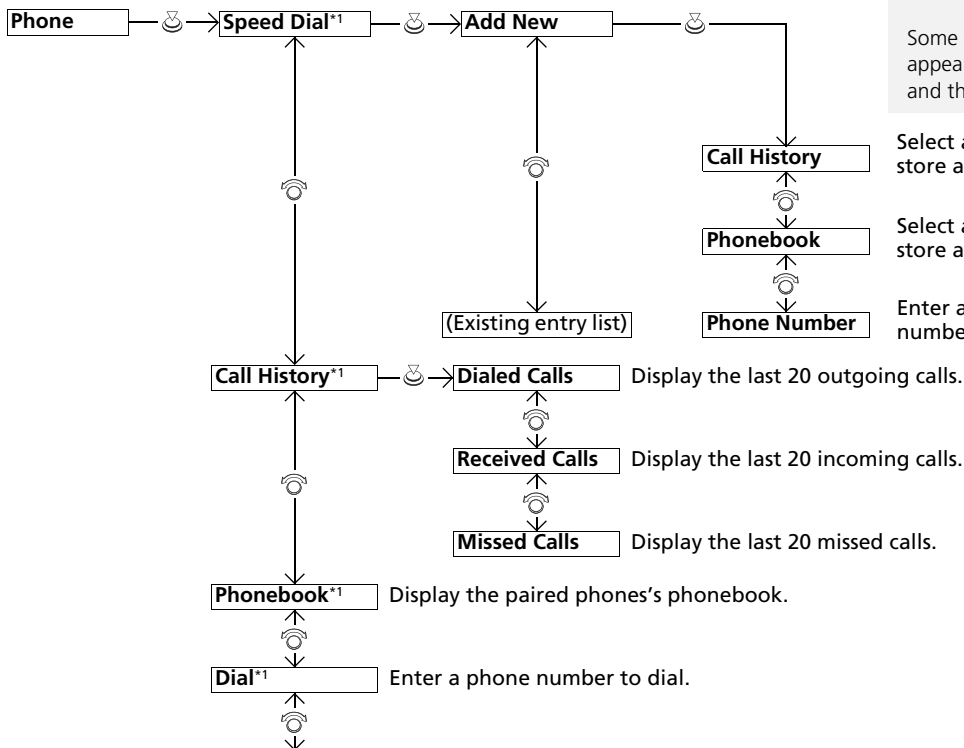 Phone
Speed Dial*1
Add New
Some
appea
and th
Call History
Select a
store a
Phonebook
Select a
store a
(Existing entry list)
Phone Number
Enter a
numbe
Call History*1
Dialed Calls
Display the last 20 outgoing calls.
Received Calls
Display the last 20 incoming calls.
Missed Calls
Display the last 20 missed calls.
Phonebook*1
Display the paired phones's phonebook.
Dial*1
Enter a phone number to dial.